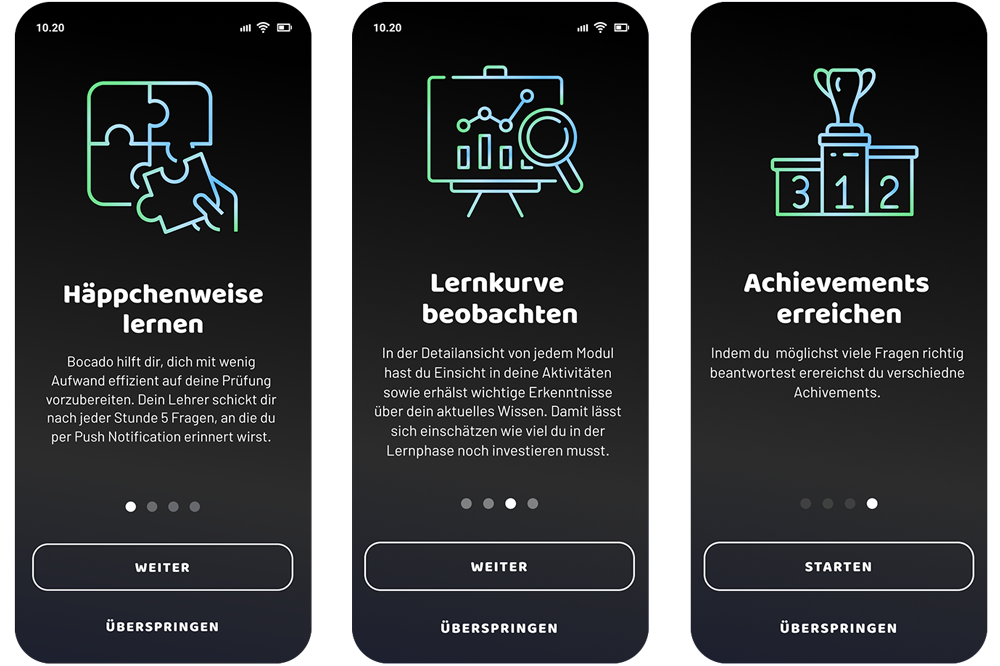 10.20
Häppchenweise
lernen
Bocado hilft dir, dich mit wenig
Aufwand effizient auf deine Prüfung
vorzubereiten. Dein Lehrer schickt dir
nach jeder Stunde 5 Fragen, an die du
per Push Notification erinnert wirst.
WEITER
ÜBERSPRINGEN
10.20
Lernkurve
beobachten
In der Detailansicht von jedem Modul
hast du Einsicht in deine Aktivitäten
sowie erhälst wichtige Erkenntnisse
über dein aktuelles Wissen. Damit lässt
sich einschätzen wie viel du in der
Lernphase noch investieren musst.
WEITER
ÜBERSPRINGEN
3 1 2
Achievements
erreichen
Indem du  möglichst viele Fragen richtig
beantwortest erereichst du verschiedne
Achivements.
STARTEN
ÜBERSPRINGEN